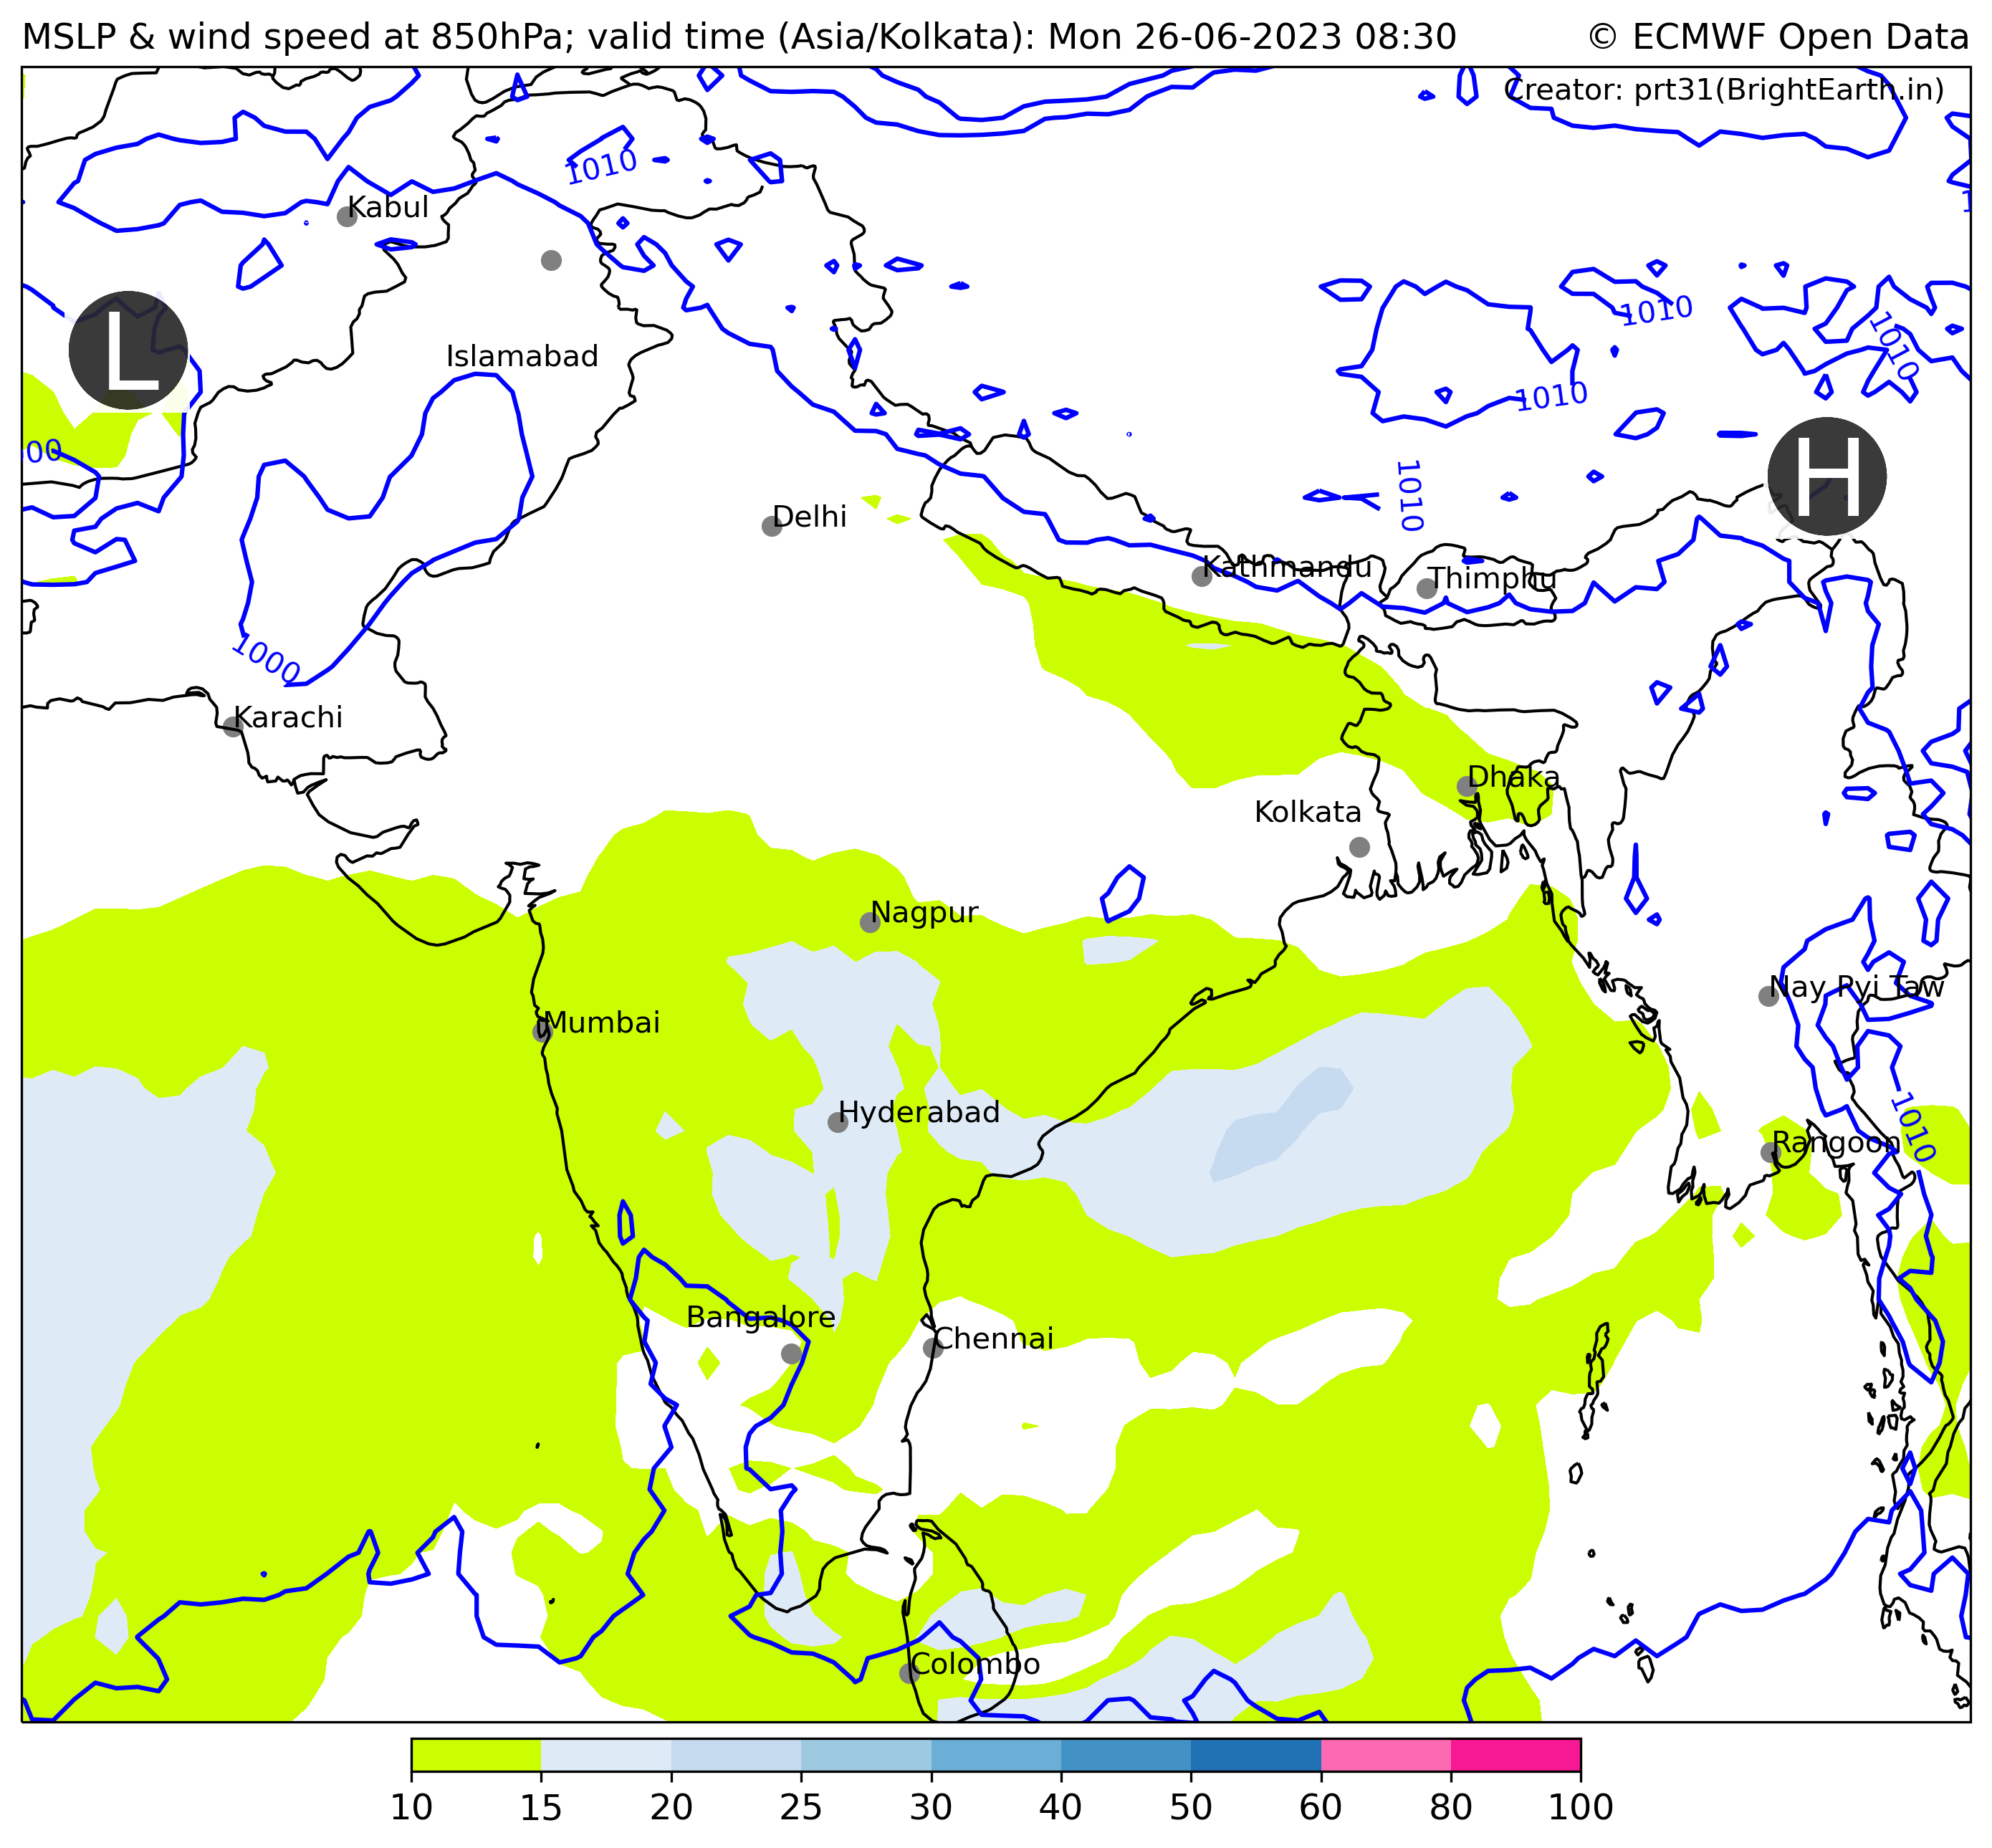 MSLP & wind speed at 850hPa; valid time (Asia/Kolkata): Mon 26-06-2023 08:30 © ECMWF Open Data
Creator: prt31(BrightEarth.in)
1010
Kabul
1
L
Islamabad
1010
1010
1010
00
H
1010
Delhi
Kathmandu
Thimphu
1000
Karachi
Dhaka
Kolkata
Nagpur
Nay Pyi Taw
Mumbai
Hyderabad
1010
Rangoon
Bangalore
Chennai
Colombo
10 15 20 25 30 40 50 60 80 100